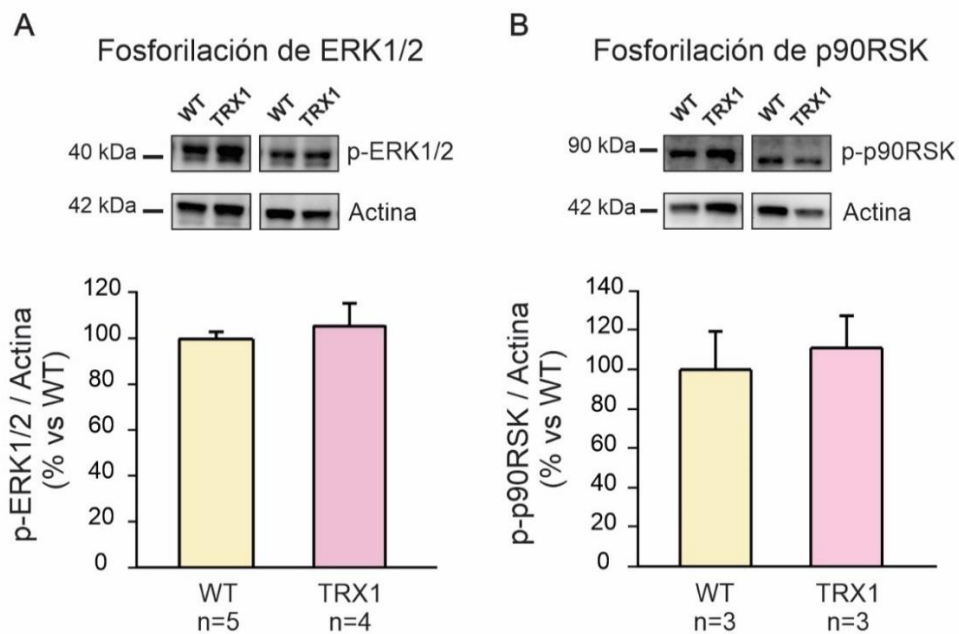 A
Fosforilación de ERK1/2
WT TRX1 WT TRX1
40 kDa p-ERK1/2
42 kDa Actina
p-ERK1/2 / Actina
(% vs WT)
120
100
80
60
40
20
0
WT TRX1
n=5 n=4
B
Fosforilación de p90RSK
WT TRX1 WT TRX1
90 kDa p-p90RSK
42 kDa Actina
p-p90RSK / Actina
(% vs WT)
140
120
100
80
60
40
20
0
WT TRX1
n=3 n=3